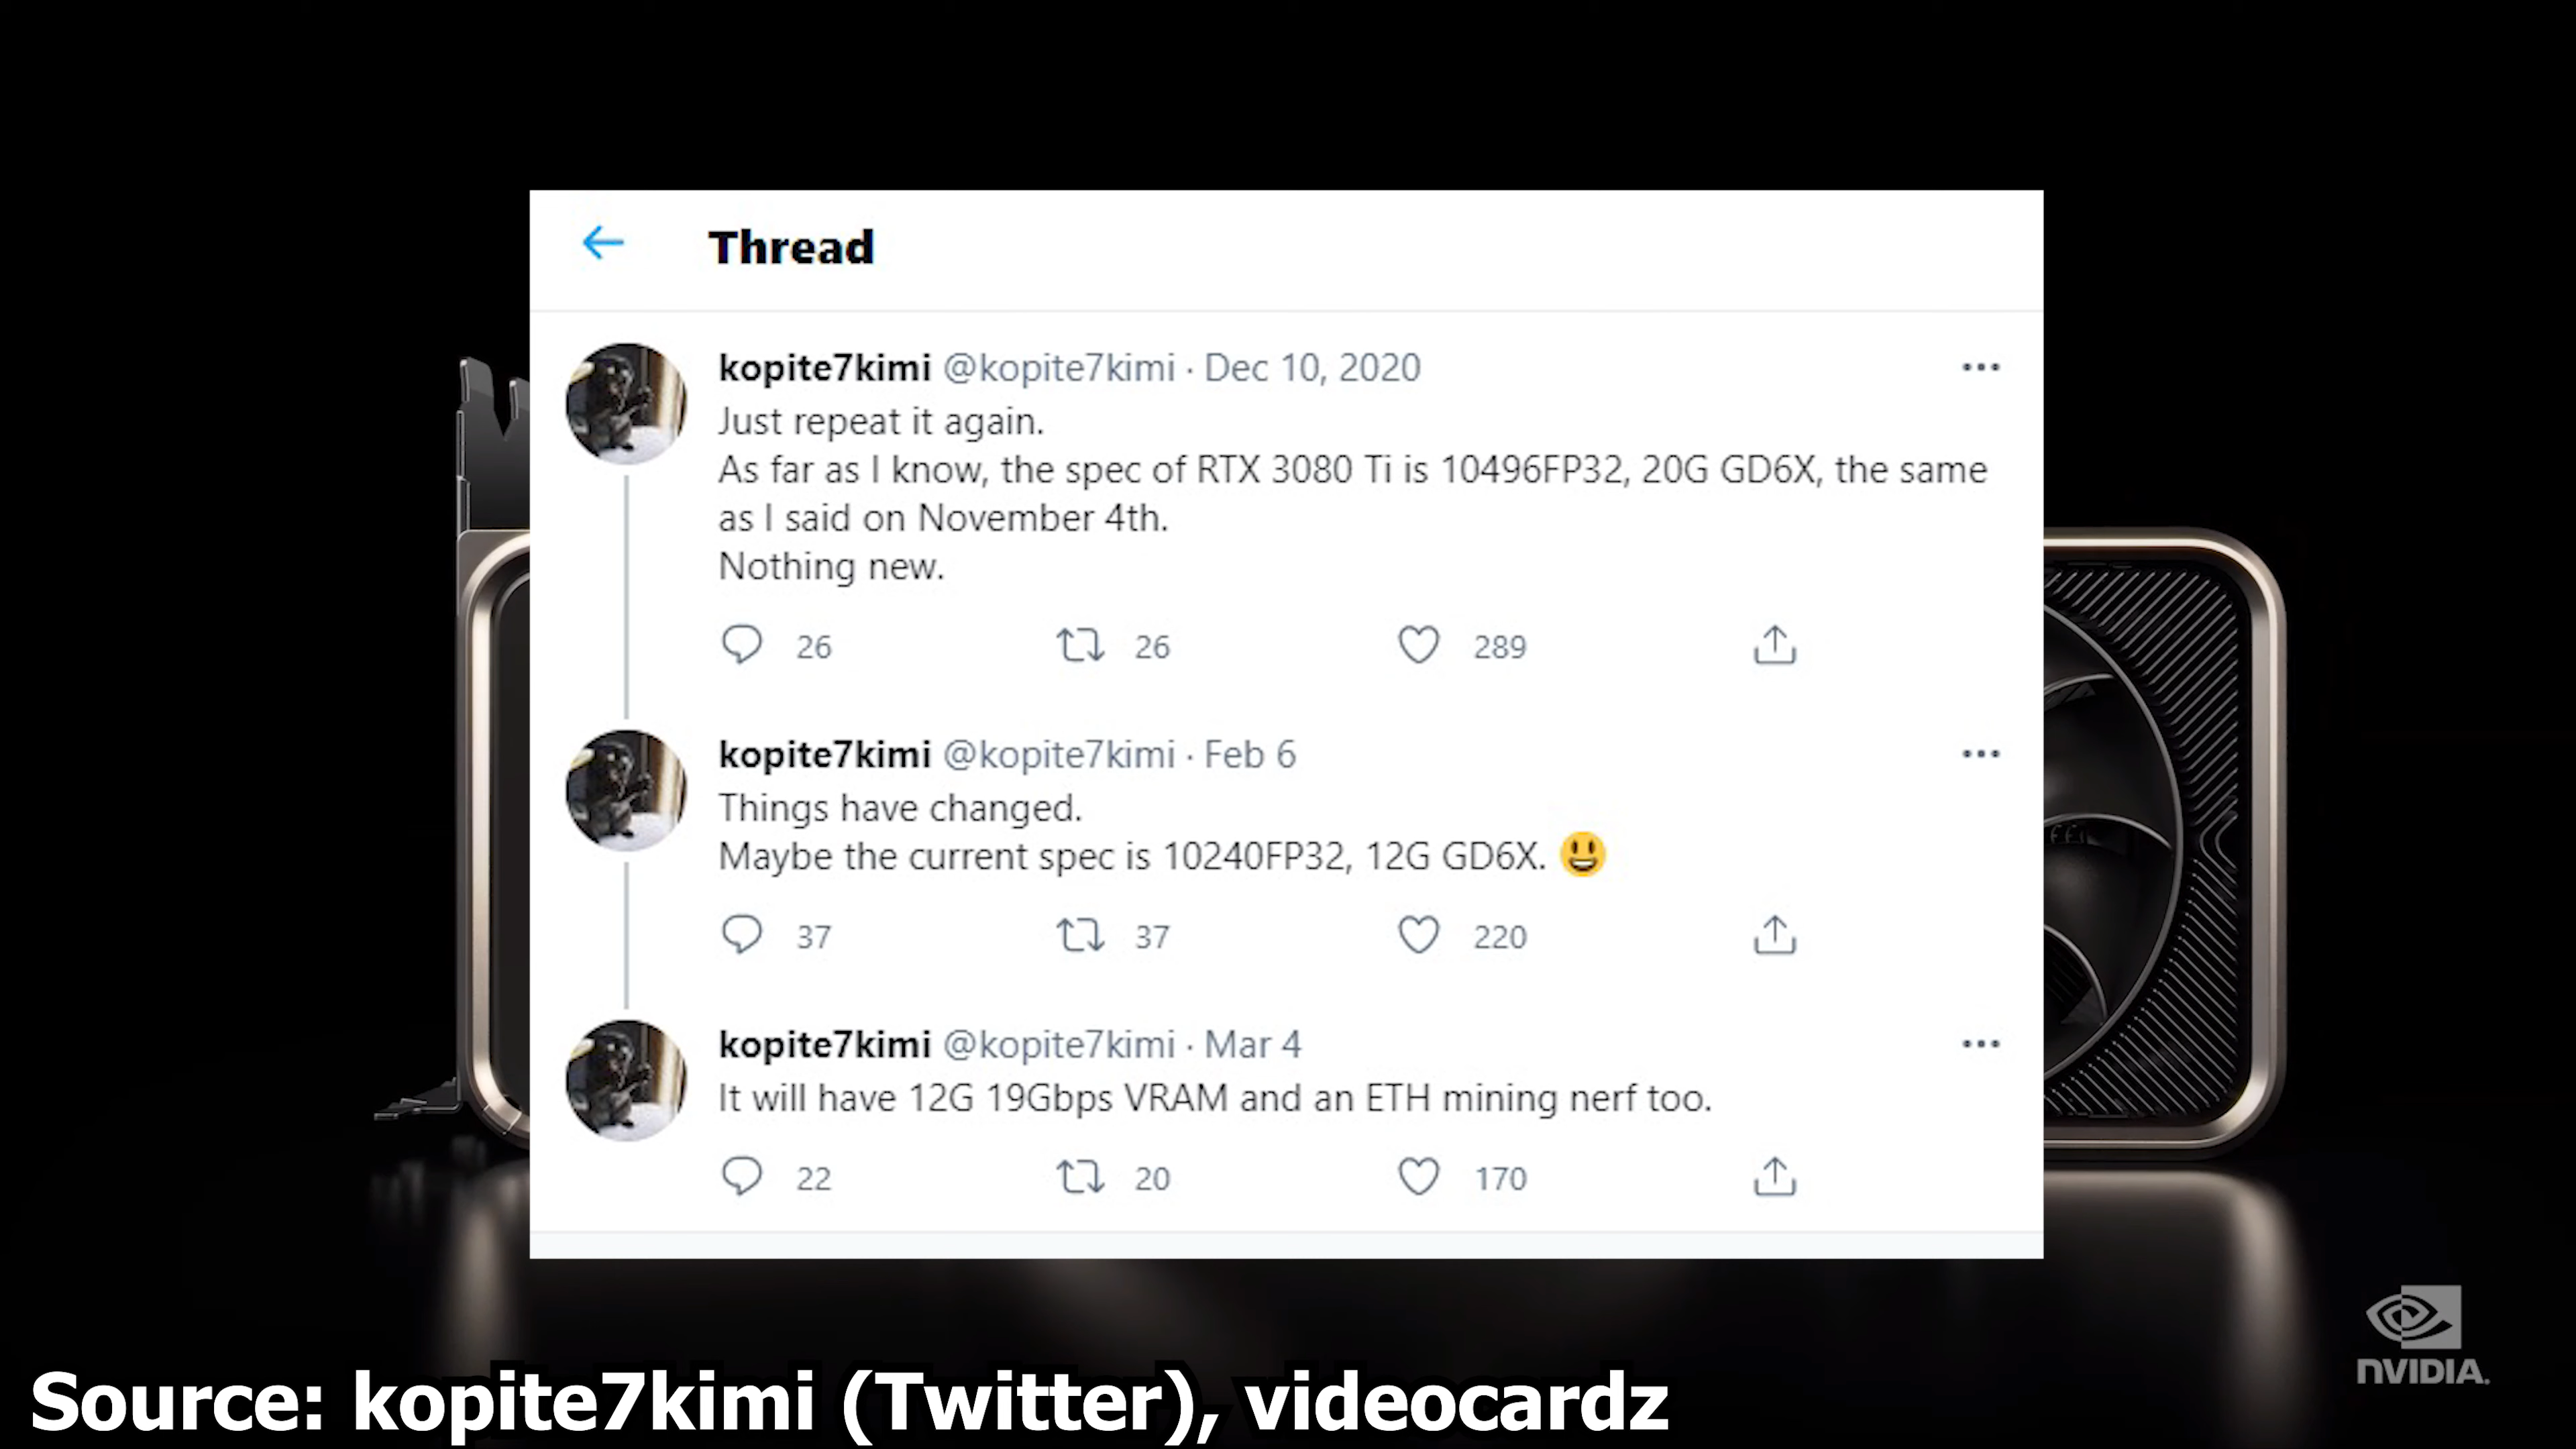 Thread
kopite7kimi @kopite7kimi · Dec 10, 2020
Just repeat it again.
As far as I know, the spec of RTX 3080 Ti is 10496FP32, 20G GD6X, the same
as I said on November 4th.
Nothing new.
26 26 289
kopite7kimi @kopite7kimi · Feb 6
Things have changed.
Maybe the current spec is 10240FP32, 12G GD6X. 😃
37 37 220
kopite7kimi @kopite7kimi · Mar 4
It will have 12G 19Gbps VRAM and an ETH mining nerf too.
22 20 170
NVIDIA.
Source: kopite7kimi (Twitter), videocardz